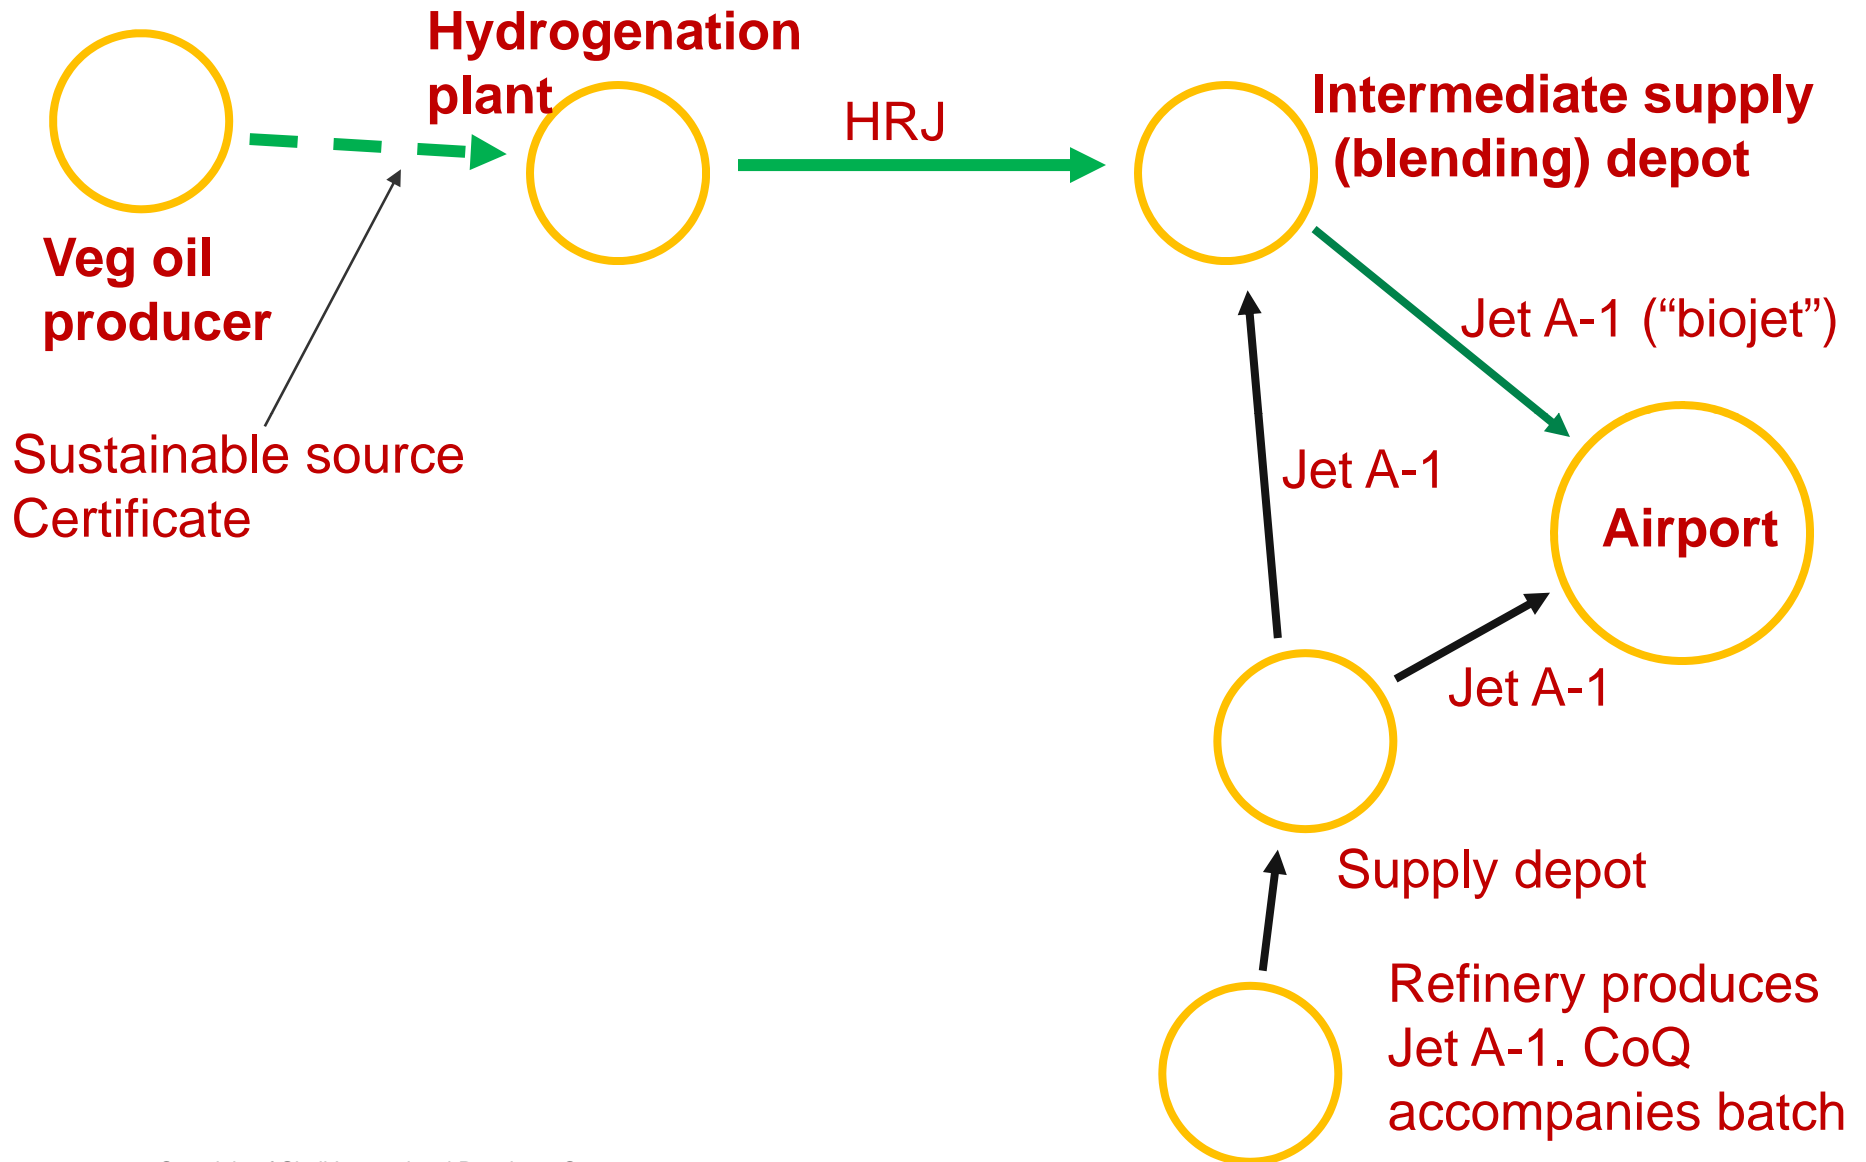 Hydrogenation
plant
HRJ
Intermediate supply
(blending) depot
Veg oil
producer
Jet A-1 (“biojet”)
Sustainable source
Certificate
Jet A-1
Airport
Jet A-1
Supply depot
Refinery produces
Jet A-1. CoQ
accompanies batch